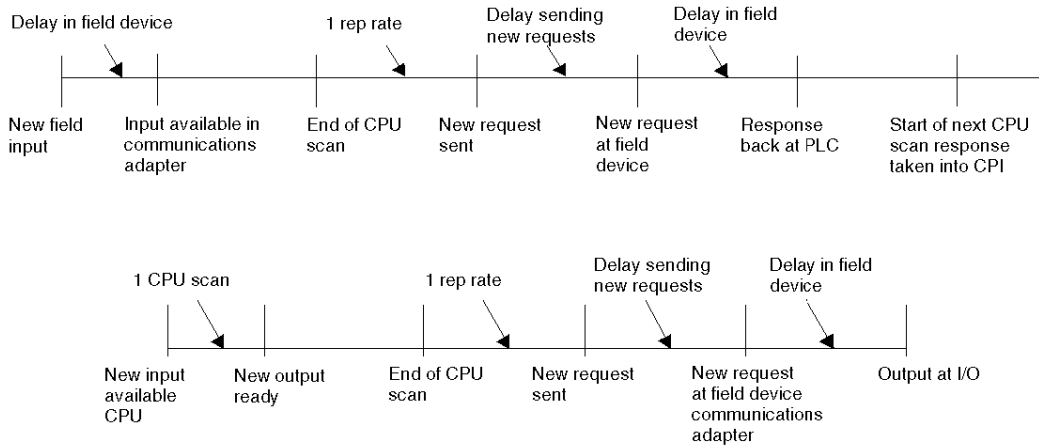 Delay in field device
1 rep rate
Delay sending
new requests
Delay in field
device
New field
input
Input available in
communications
adapter
End of CPU
scan
New request
sent
New request
at field
device
Response
back at PLC
Start of next CPU
scan response
taken into CPI
1 CPU scan
1 rep rate
Delay sending
new requests
Delay in field
device
New input
available
CPU
New output
ready
End of CPU
scan
New request
sent
New request
at field device
communications
adapter
Output at I/O